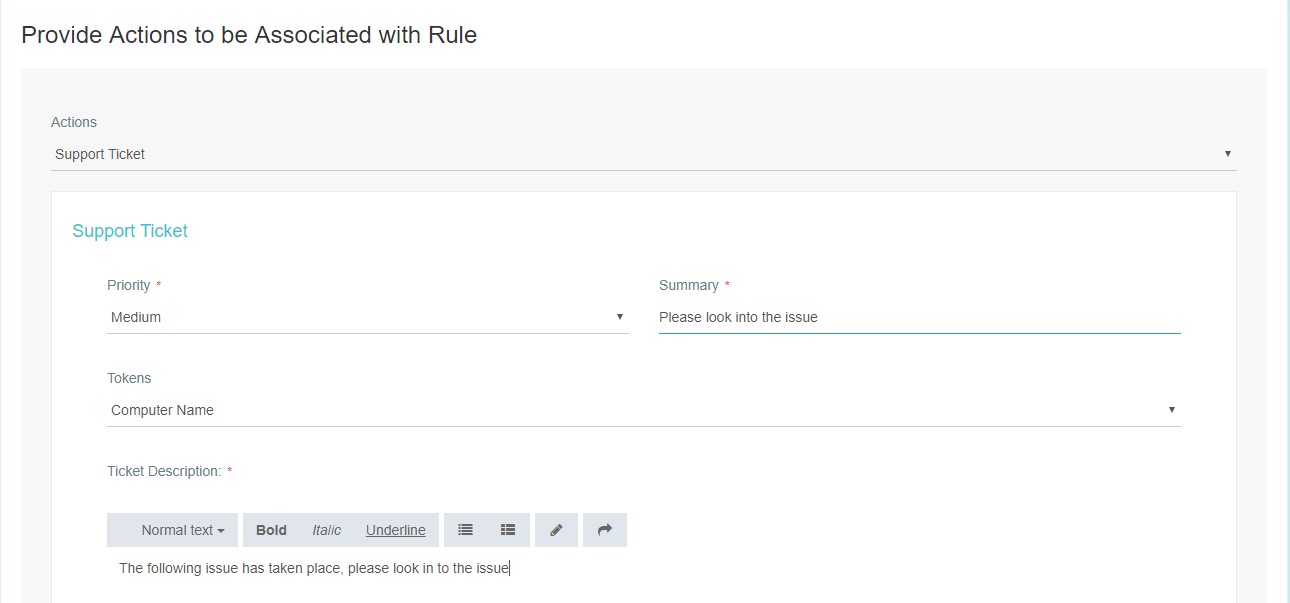 Provide Actions to be Associated with Rule
Actions
Support Ticket
Support Ticket
Priority *
Summary *
Medium
Please look into the issue
Tokens
Computer Name
Ticket Description: *
Normal text Bold Italic Underline
The following issue has taken place, please look in to the issue